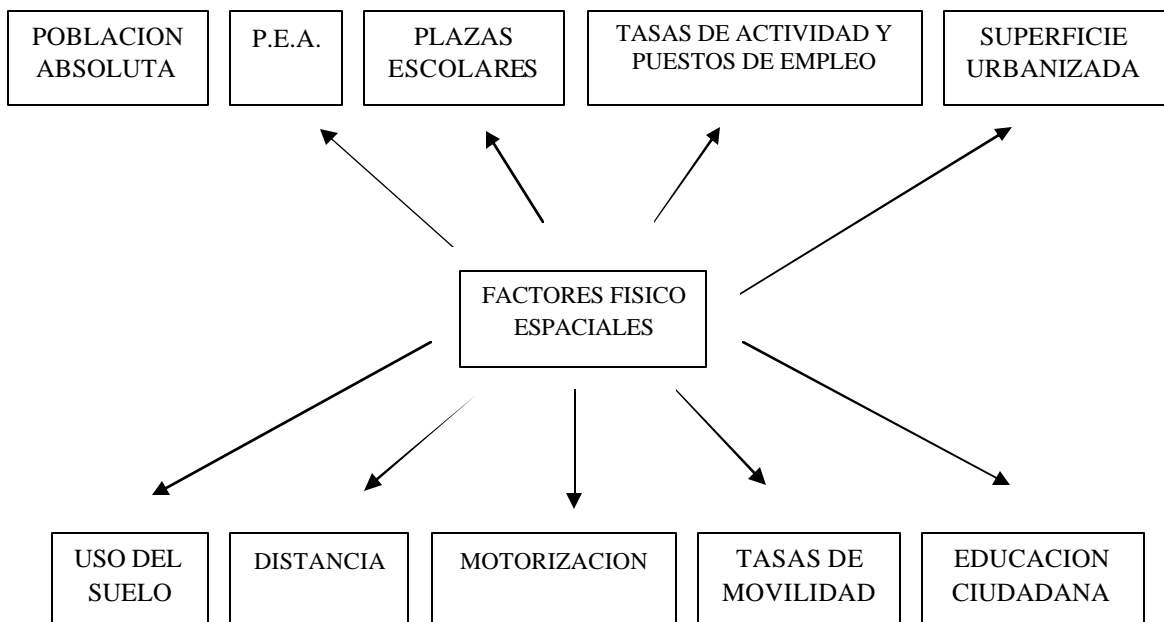 POBLACION
ABSOLUTA
P.E.A.
PLAZAS
ESCOLARES
TASAS DE ACTIVIDAD Y
PUESTOS DE EMPLEO
SUPERFICIE
URBANIZADA
FACTORES FISICO
ESPACIALES
USO DEL
SUELO
DISTANCIA
MOTORIZACION
TASAS DE
MOVILIDAD
EDUCACION
CIUDADANA